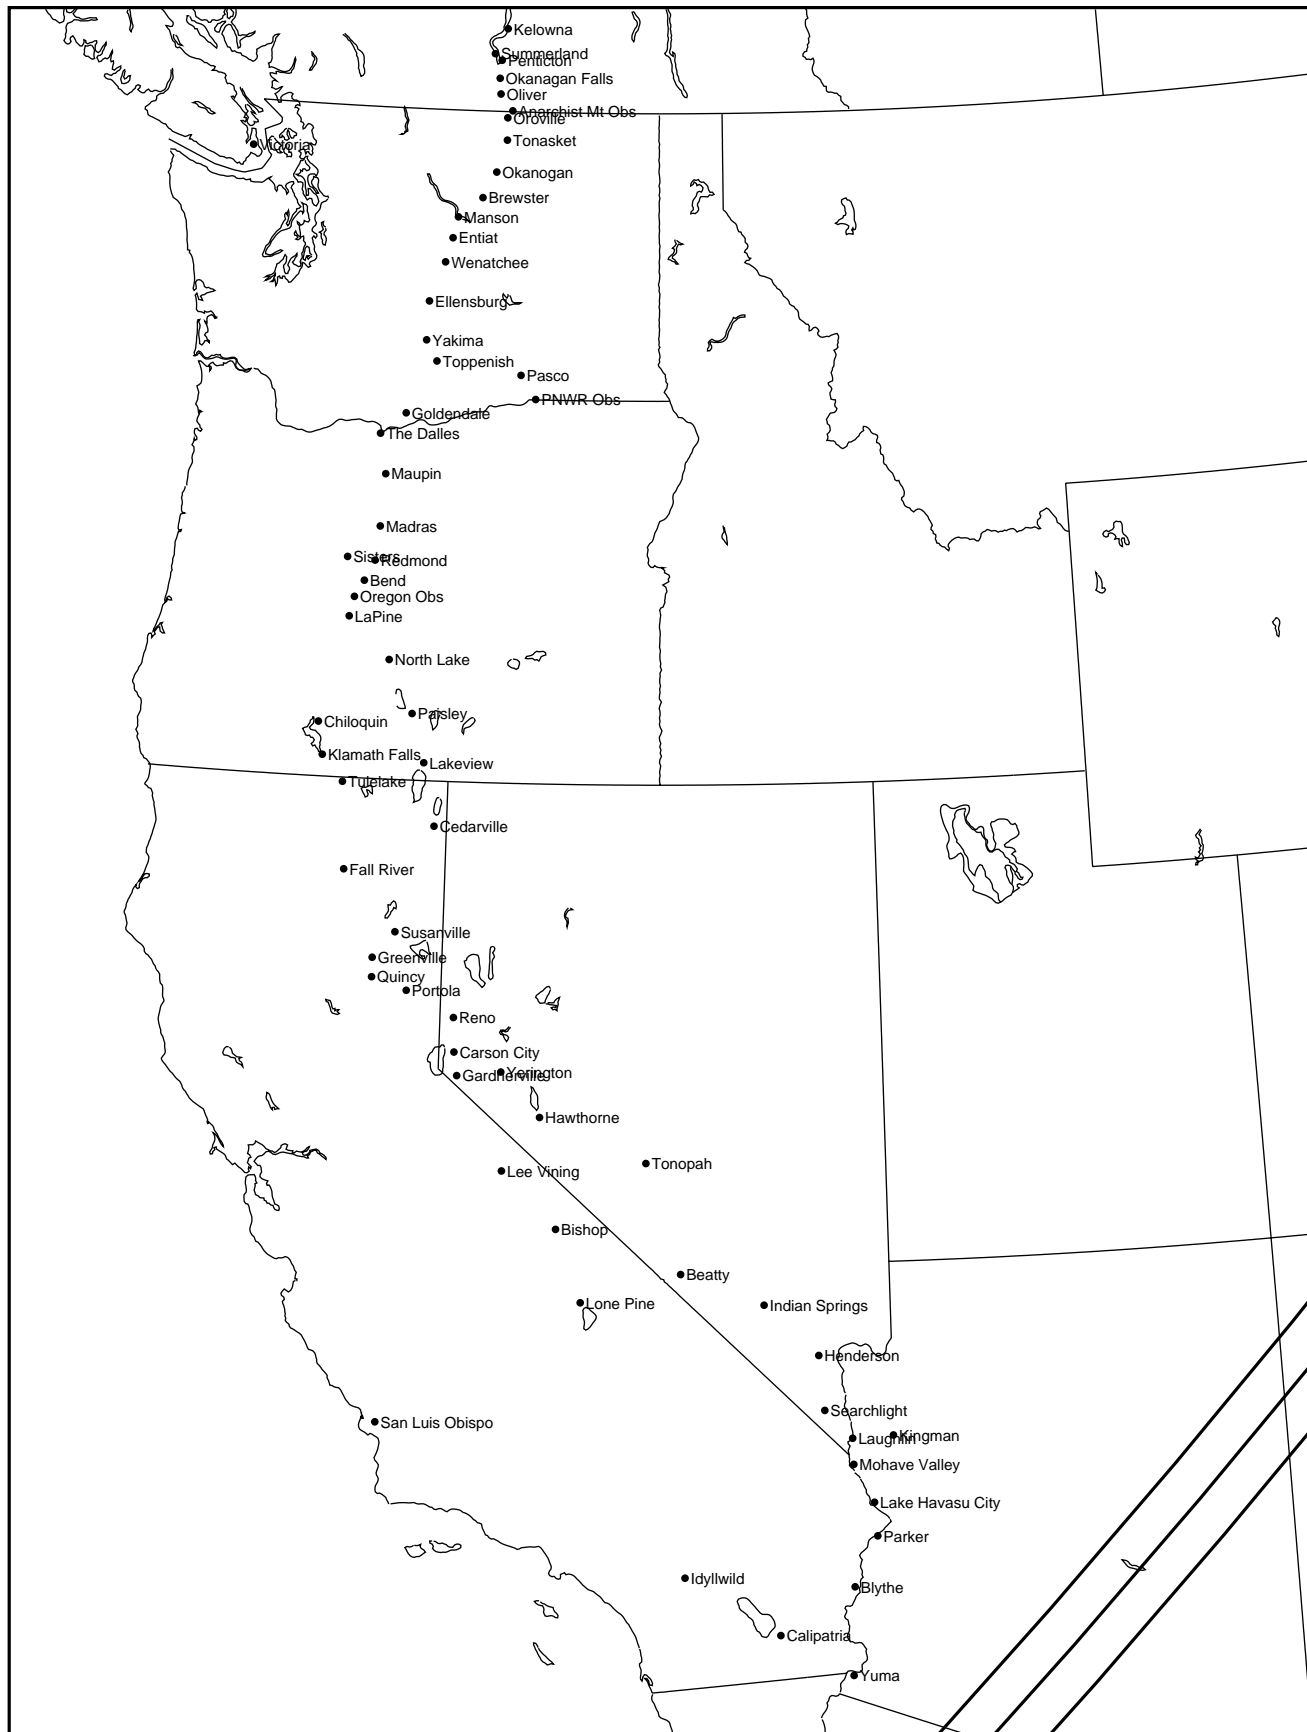 Kelowna
Summerland
Penticton
Okanagan Falls
Oliver
Anarchist Mt Obs
Oroville
Tonasket
Victoria
Okanogan
Brewster
Manson
Entiat
Wenatchee
Ellensburg
Yakima
Toppenish
Pasco
PNWR Obs
Goldendale
The Dalles
Maupin
Madras
Sisters
Redmond
Bend
Oregon Obs
LaPine
North Lake
Paisley
Chiloquin
Klamath Falls
Lakeview
Tulelake
Cedarville
Fall River
Susanville
Greenville
Quincy
Portola
Reno
Carson City
Yerington
Gardnerville
Hawthorne
Tonopah
Lee Vining
Bishop
Beatty
Lone Pine
Indian Springs
Henderson
Searchlight
San Luis Obispo
Kingman
Laughlin
Mohave Valley
Lake Havasu City
Parker
Idyllwild
Blythe
Calipatria
Yuma